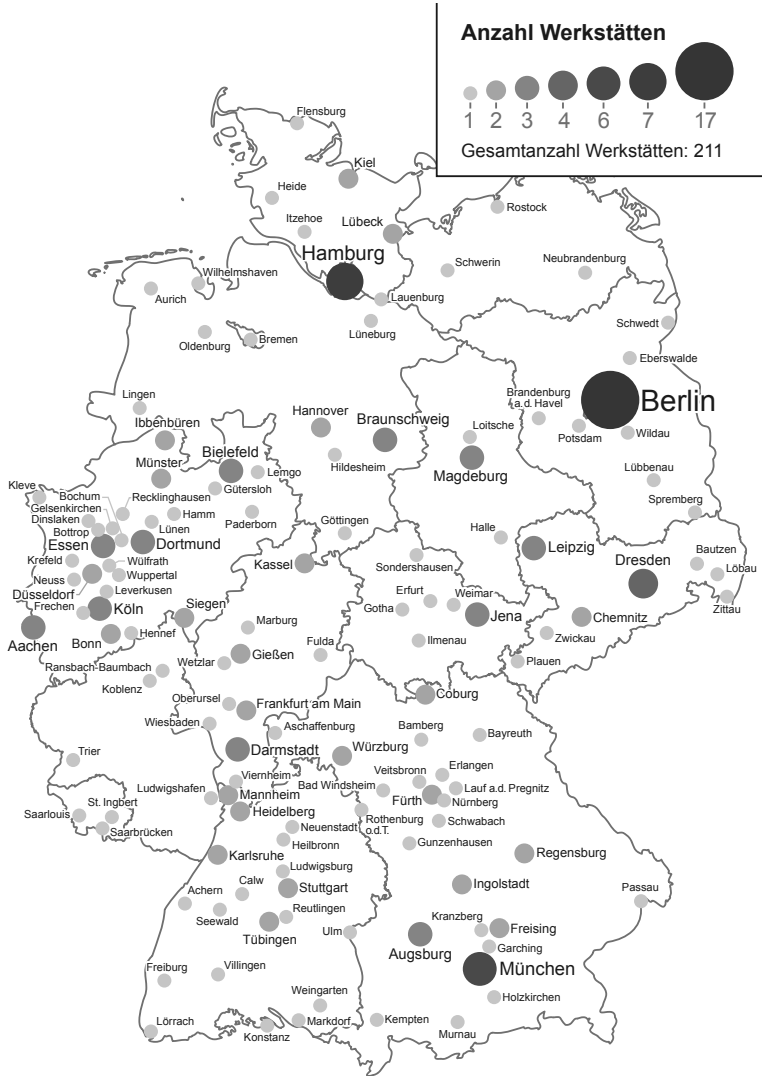 Anzahl Werkstätten
1 2 3 4 6 7 17
Gesamtanzahl Werkstätten: 211
Flensburg
Kiel
Heide
Rostock
Itzehoe
Lübeck
Hamburg
Schwerin
Neubrandenburg
Wilhelmshaven
Aurich
Lauenburg
Lüneburg
Schwedt
Oldenburg
Bremen
Eberswalde
Lingen
Ibbenbüren
Hannover
Braunschweig
Brandenburg
a.d. Havel
Berlin
Loitsche
Potsdam
Wildau
Bielefeld
Münster
Lemgo
Hildesheim
Magdeburg
Lübbenau
Kleve
Gütersloh
Bochum
Recklinghausen
Gelsenkirchen
Dinslaken
Hamm
Paderborn
Spremberg
Bottrop
Lünen
Göttingen
Halle
Essen
Dortmund
Leipzig
Krefeld
Wülfrath
Kassel
Sondershausen
Dresden
Bautzen
Neuss
Wuppertal
Löbau
Düsseldorf
Leverkusen
Erfurt
Weimar
Frechen
Köln
Siegen
Gotha
Jena
Chemnitz
Zittau
Aachen
Bonn
Hennef
Marburg
Ilmenau
Zwickau
Ransbach-Baumbach
Wetzlar
Gießen
Fulda
Plauen
Koblenz
Coburg
Oberursel
Frankfurt am Main
Wiesbaden
Aschaffenburg
Bamberg
Bayreuth
Trier
Darmstadt
Würzburg
Viernheim
Veitsbronn
Erlangen
Ludwigshafen
Mannheim
Bad Windsheim
Lauf a.d. Pregnitz
Fürth
Nürnberg
Saarlouis
St. Ingbert
Heidelberg
Rothenburg
o.d.T.
Schwabach
Saarbrücken
Neuenstadt
Heilbronn
Gunzenhausen
Karlsruhe
Regensburg
Ludwigsburg
Achern
Calw
Stuttgart
Ingolstadt
Passau
Seewald
Reutlingen
Kranzberg
Freising
Tübingen
Ulm
Augsburg
Garching
Freiburg
Villingen
München
Weingarten
Holzkirchen
Lörrach
Konstanz
Markdorf
Kempten
Murnau